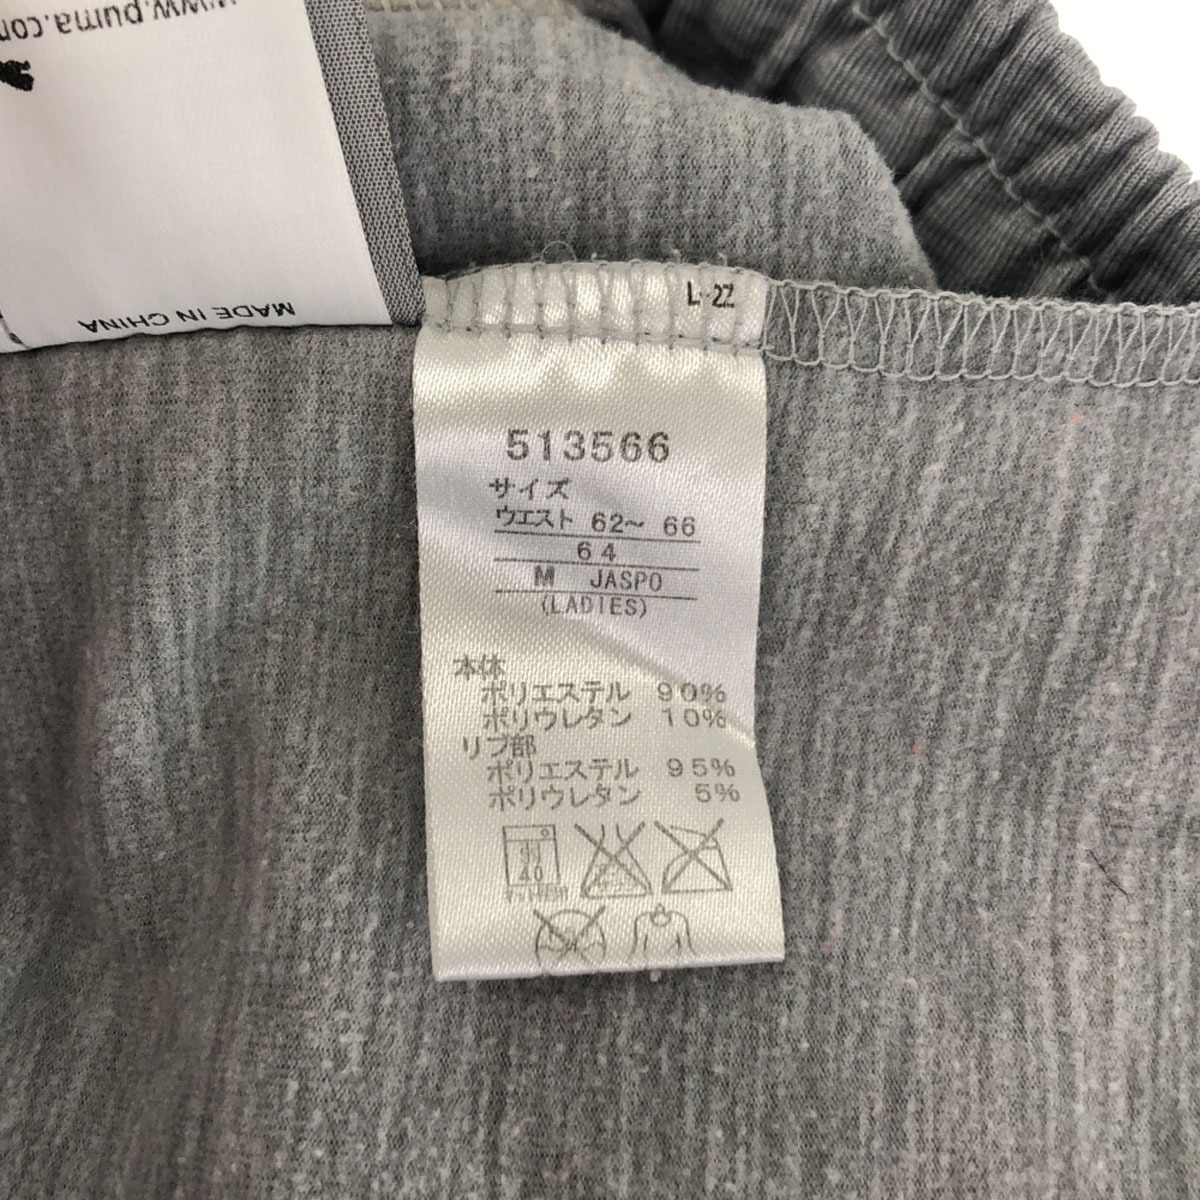 www.puma.com
MADE IN CHINA
L-2Z
513566
サイズ
ウエスト 62~ 66
64
M JASPO
(LADIES)
本体
ポリエステル 90%
ポリウレタン 10%
リブ部
ポリエステル 95%
ポリウレタン 5%
40